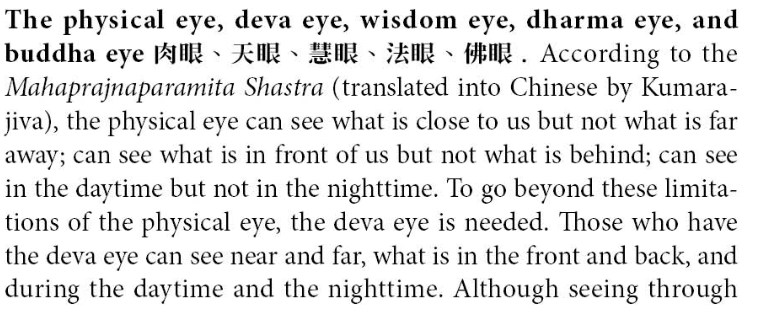 The physical eye, deva eye, wisdom eye, dharma eye, and
buddha eye 肉眼、天眼、慧眼、法眼、佛眼. According to the
Mahaprajnaparamita Shastra (translated into Chinese by Kumara-
jiva), the physical eye can see what is close to us but not what is far
away; can see what is in front of us but not what is behind; can see
in the daytime but not in the nighttime. To go beyond these limita-
tions of the physical eye, the deva eye is needed. Those who have
the deva eye can see near and far, what is in the front and back, and
during the daytime and the nighttime. Although seeing through